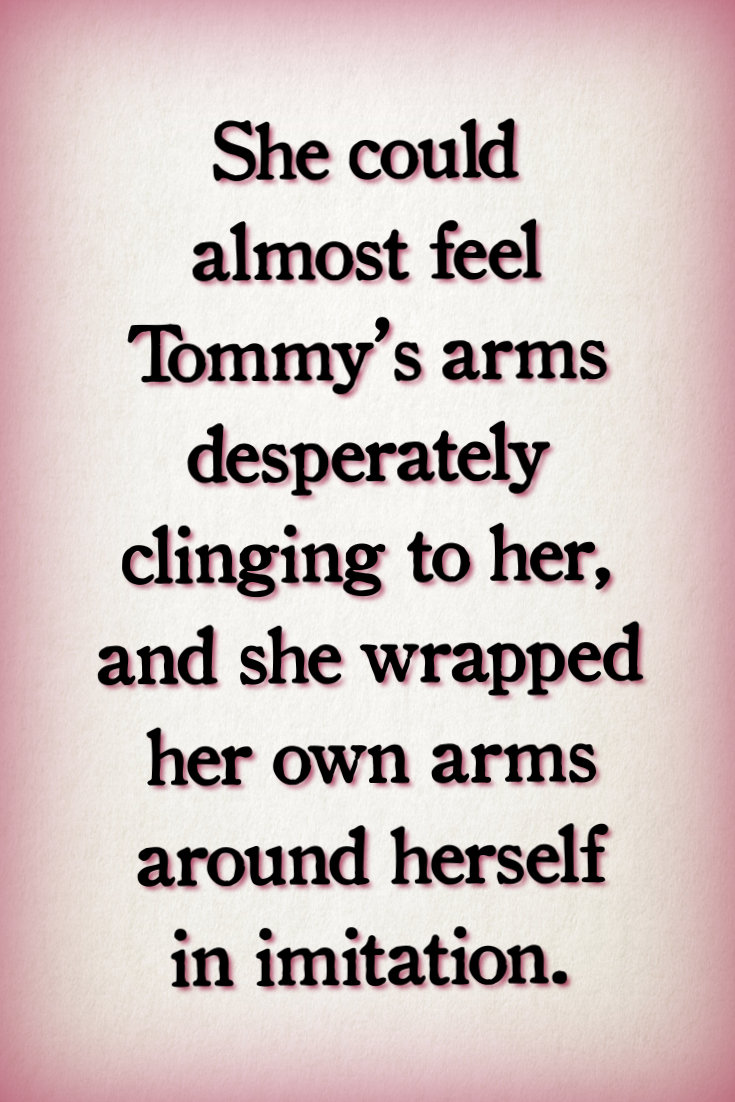 She could
almost feel
Tommy’s arms
desperately
clinging to her,
and she wrapped
her own arms
around herself
in imitation.